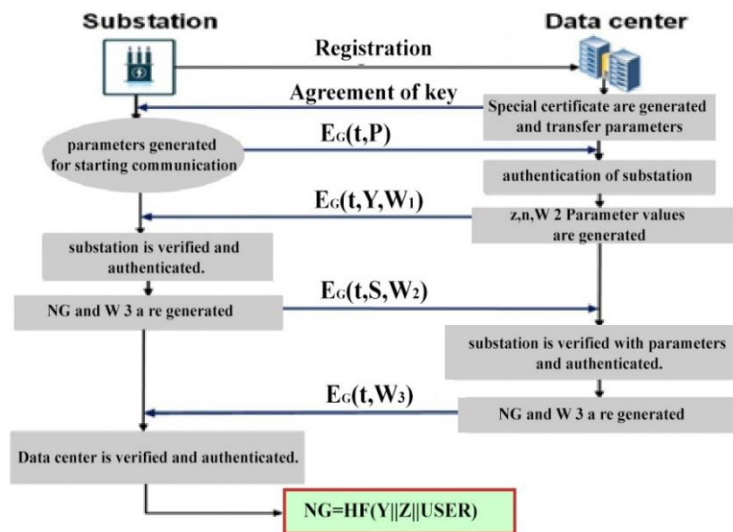 Substation
Data center
Registration
Agreement of key
Special certificate are generated
and transfer parameters
parameters generated
for starting communication
EG(t,P)
authentication of substation
EG(t,Y,W1)
z,n,W 2 Parameter values
are generated
substation is verified and
authenticated.
EG(t,S,W2)
NG and W 3 a re generated
substation is verified with parameters
and authenticated.
EG(t,W3)
NG and W 3 a re generated
Data center is verified and authenticated.
NG=HF(Y||Z||USER)